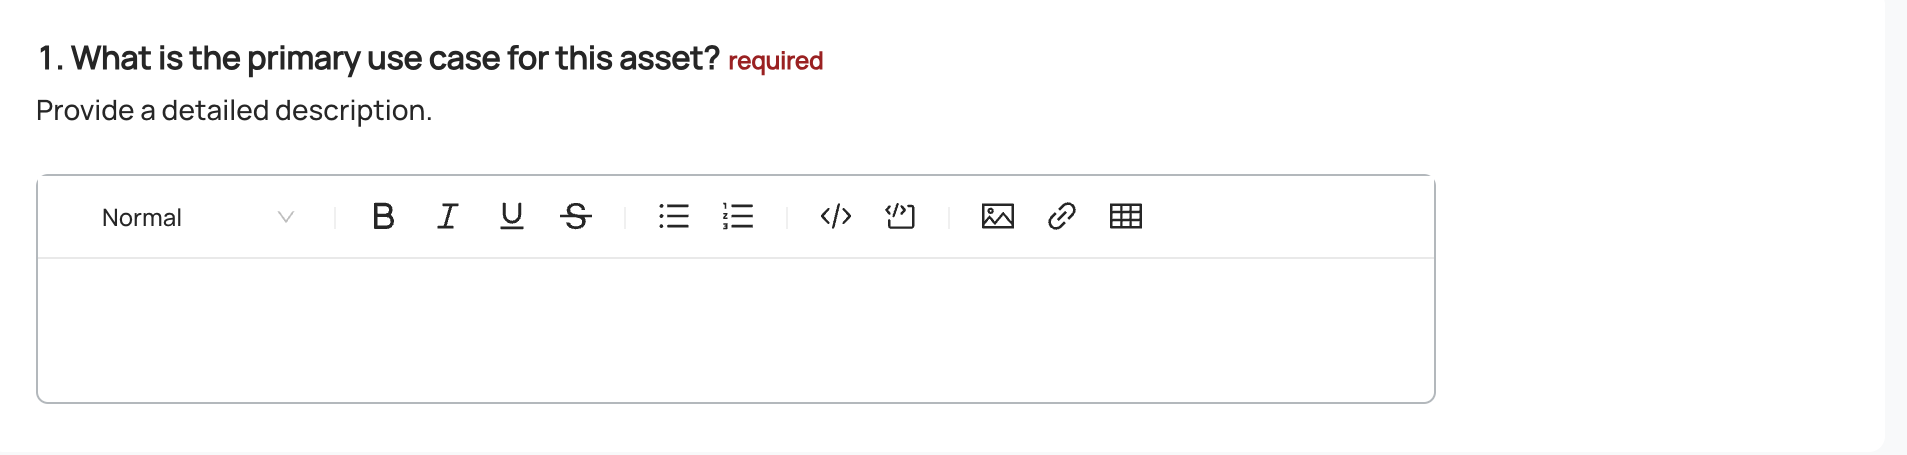 1. What is the primary use case for this asset? required
Provide a detailed description.
Normal